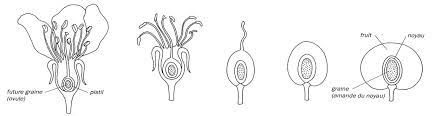 future graine
(ovule)
pistil
fruit
noyau
graine
(amande du noyau)